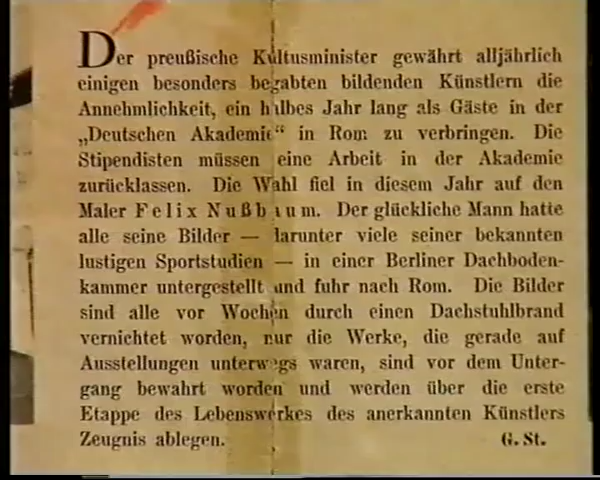 Der preußische Kultusminister gewährt alljährlich
einigen besonders begabten bildenden Künstlern die
Annehmlichkeit, ein halbes Jahr lang als Gäste in der
„Deutschen Akademie“ in Rom zu verbringen. Die
Stipendisten müssen eine Arbeit in der Akademie
zurücklassen. Die Wahl fiel in diesem Jahr auf den
Maler Felix Nußbaum. Der glückliche Mann hatte
alle seine Bilder — darunter viele seiner bekannten
lustigen Sportstudien — in einer Berliner Dachboden-
kammer untergestellt und fuhr nach Rom. Die Bilder
sind alle vor Wochen durch einen Dachstuhlbrand
vernichtet worden, nur die Werke, die gerade auf
Ausstellungen unterwegs waren, sind vor dem Unter-
gang bewahrt worden und werden über die erste
Etappe des Lebenswerkes des anerkannten Künstlers
Zeugnis ablegen. G. St.